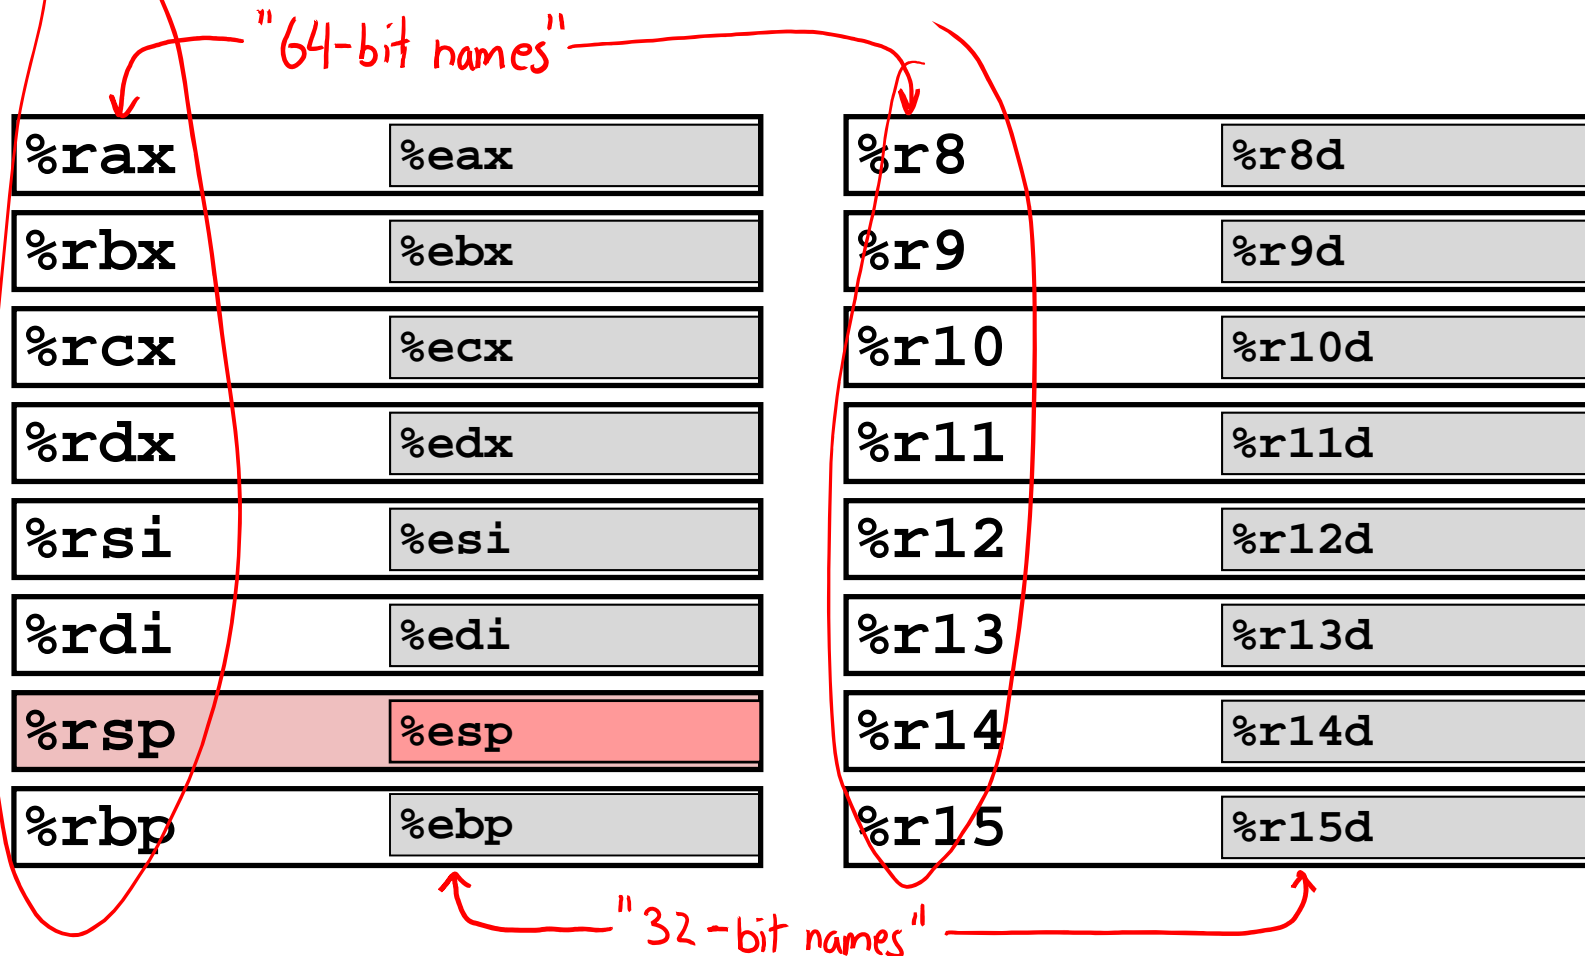 "64-bit names"
%rax %eax %r8 %r8d
%rbx %ebx %r9 %r9d
%rcx %ecx %r10 %r10d
%rdx %edx %r11 %r11d
%rsi %esi %r12 %r12d
%rdi %edi %r13 %r13d
%rsp %esp %r14 %r14d
%rbp %ebp %r15 %r15d
"32-bit names"